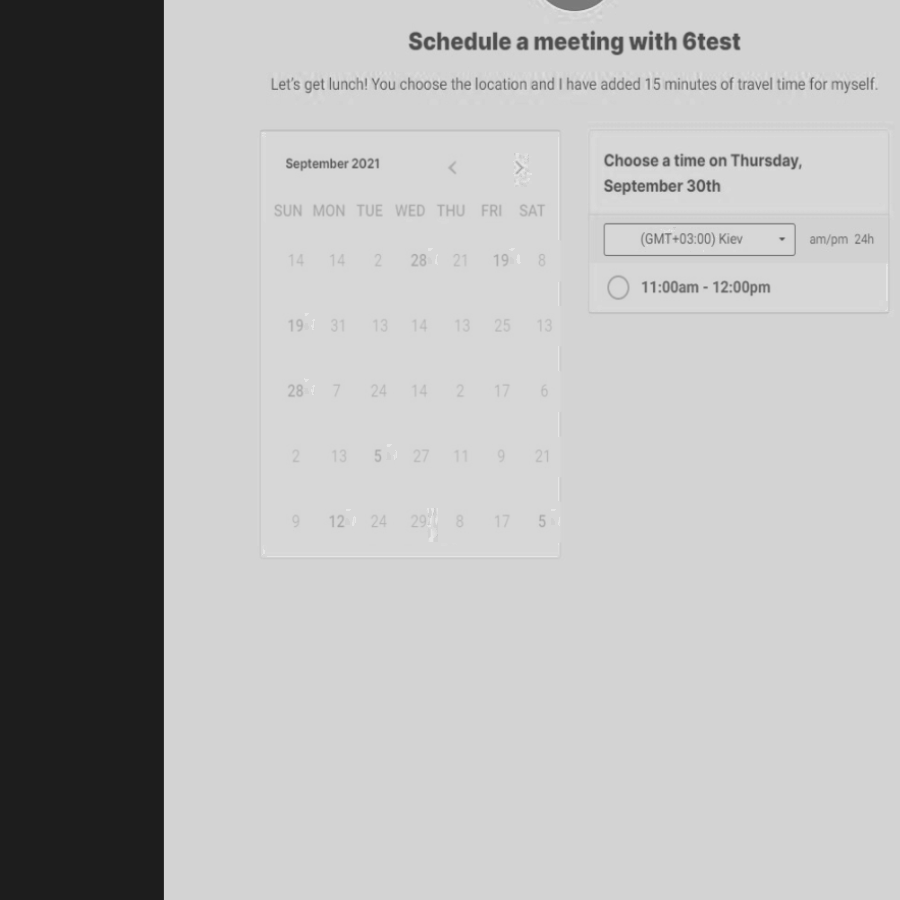 Schedule a meeting with 6test
Let's get lunch! You choose the location and I have added 15 minutes of travel time for myself.
September 2021
SUN MON TUE WED THU FRI SAT
14 14 2 28 21 19 8
19 31 13 14 13 25 13
28 7 24 14 2 17 6
2 13 5 27 11 9 21
9 12 24 29 8 17 5
Choose a time on Thursday,
September 30th
(GMT+03:00) Kiev am/pm 24h
11:00am - 12:00pm